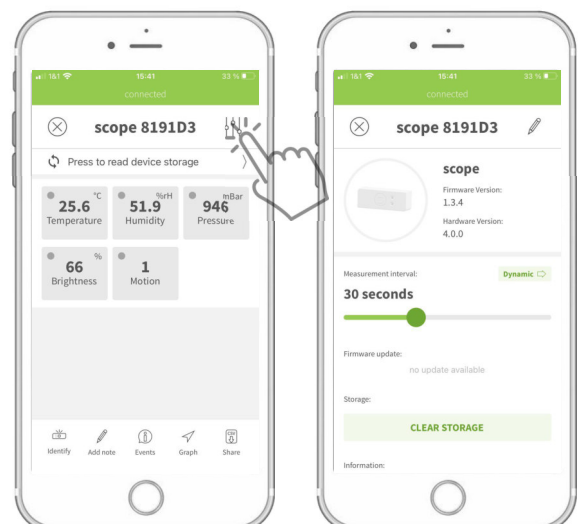 1&1 15:41 33 %
connected
scope 8191D3
Press to read device storage
°C
25.6
Temperature
%rH
51.9
Humidity
mBar
946
Pressure
%
66
Brightness
1
Motion
Identify
Add note
Events
Graph
CSV
Share
1&1 15:41 33 %
connected
scope 8191D3
scope
Firmware Version:
1.3.4
Hardware Version:
4.0.0
Measurement interval:
Dynamic
30 seconds
Firmware update:
no update available
Storage:
CLEAR STORAGE
Information: